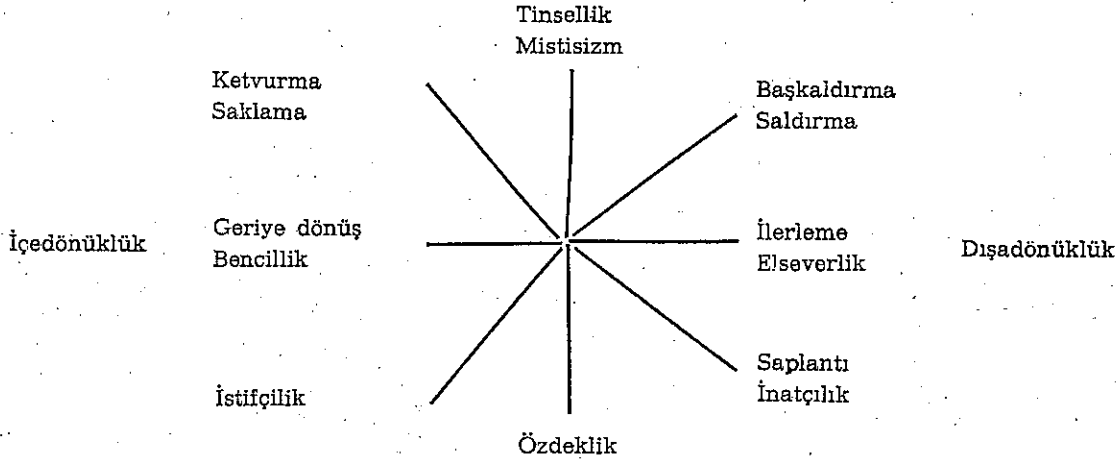 Tinsellik
Mistisizm
Ketvurma
Saklama
Başkaldırma
Saldırma
İçedönüklük
Geriye dönüş
Bencillik
İlerleme
Elseverlik
Dışadönüklük
İstifçilik
Saplantı
İnatçılık
Özdeklik